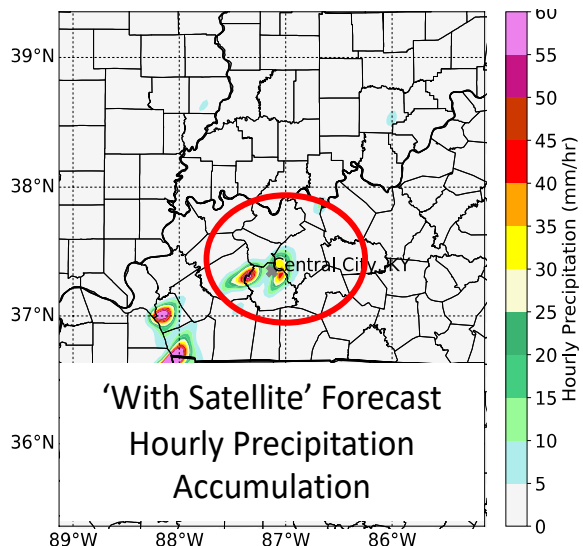 39°N
38°N
37°N
36°N
89°W
88°W
87°W
86°W
Central City, KY
‘With Satellite’ Forecast
Hourly Precipitation
Accumulation
60
55
50
45
40
35
30
25
20
15
10
5
0
Hourly Precipitation (mm/hr)